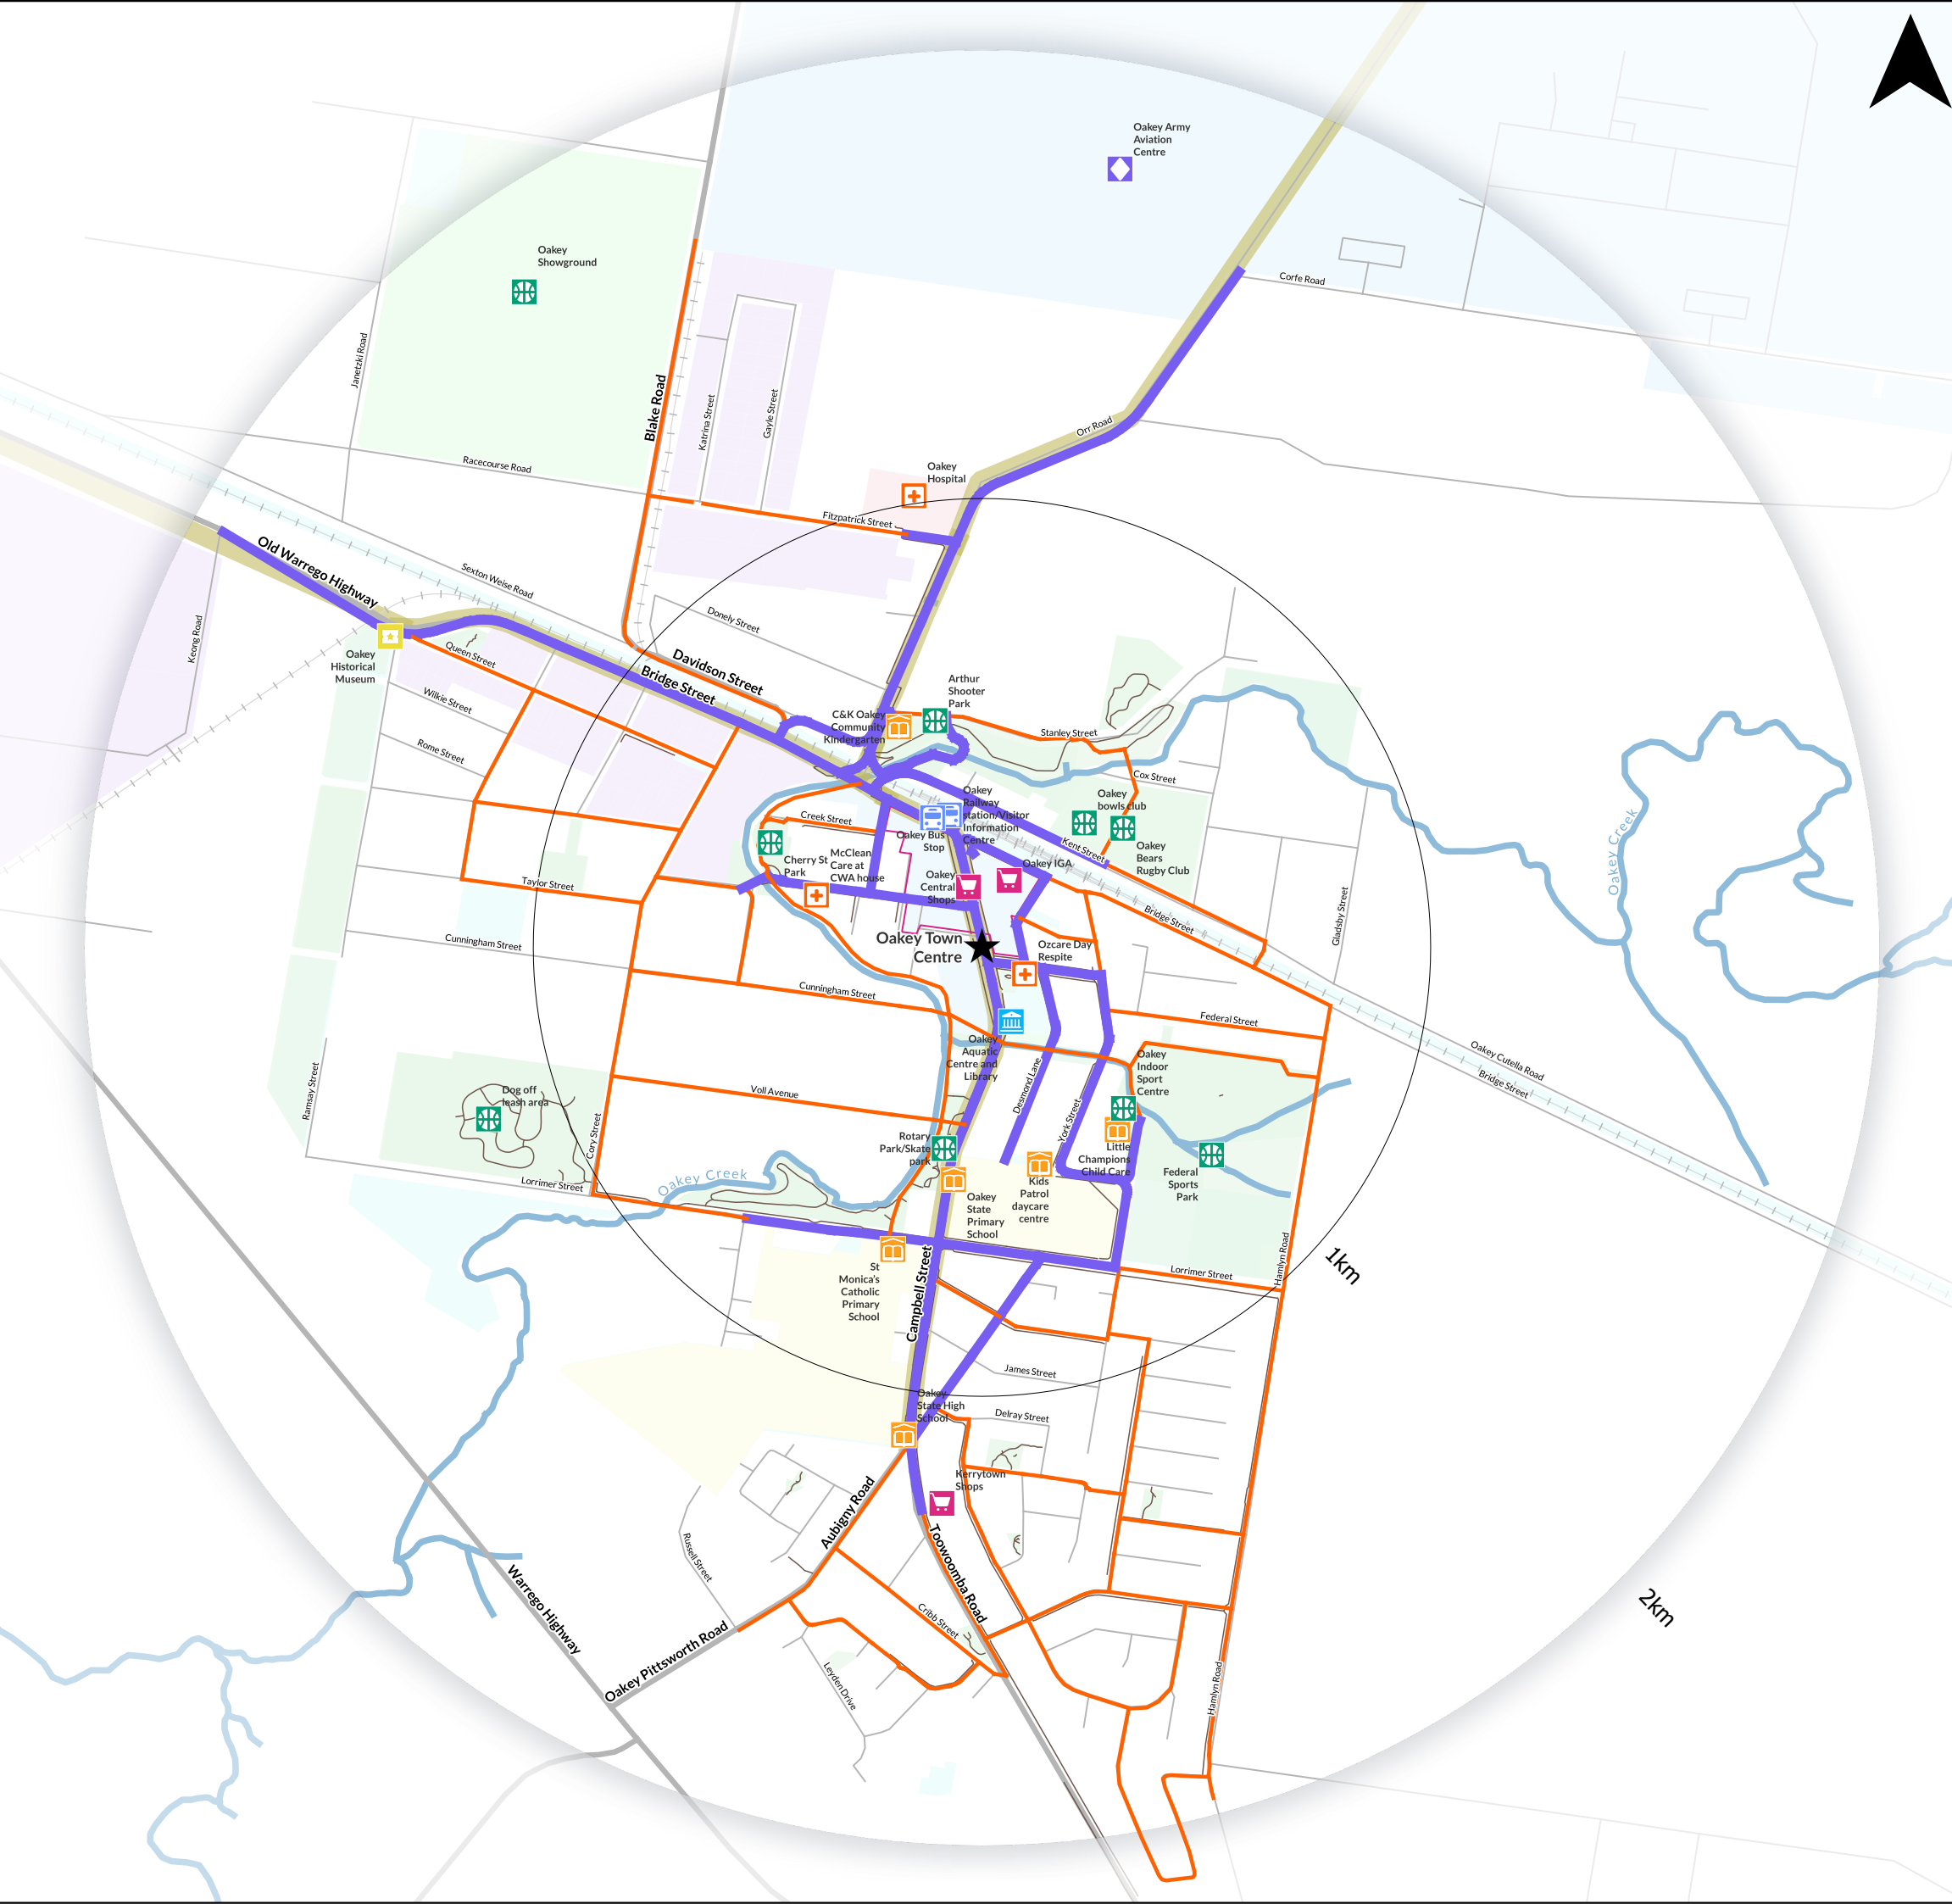 Oakey Army
Aviation
Centre
Oakey
Showground
Corfe Road
Janetzki Road
Blake Road
Katrina Street
Gayle Street
Orr Road
Racecourse Road
Oakey
Hospital
Fitzpatrick Street
Old Warrego Highway
Sexton Weise Road
Keong Road
Donely Street
Oakey
Historical
Museum
Queen Street
Davidson Street
Bridge Street
Wilkie Street
Rome Street
Arthur
Shooter
Park
C&K Oakey
Community
Kindergarten
Stanley Street
Cox Street
Oakey
Railway
station/Visitor
Information
Centre
Oakey
bowls club
Oakey Creek
Creek Street
Oakey Bus
Stop
Kent Street
Oakey
Bears
Rugby Club
Cherry St
Park
McClean
Care at
CWA house
Oakey IGA
Oakey
Central
Shops
Taylor Street
Bridge Street
Gladsby Street
Cunningham Street
Oakey Town
Centre
Ozcare Day
Respite
Cunningham Street
Federal Street
Oakey
Aquatic
Centre and
Library
Oakey
Indoor
Sport
Centre
Oakey Cutella Road
Bridge Street
Ramsay Street
Dog off
leash area
Voll Avenue
Desmond Lane
York Street
Cory Street
Rotary
Park/Skate
park
Little
Champions
Child Care
Federal
Sports
Park
Oakey Creek
Lorrimer Street
Kids
Patrol
daycare
centre
Oakey
State
Primary
School
St
Monica's
Catholic
Primary
School
Campbell Street
Lorrimer Street
Hamlyn Road
1km
James Street
Oakey
State High
School
Delray Street
Kerrytown
Shops
Aubigny Road
Russell Street
Toowoomba Road
Warrego Highway
Cribb Street
2km
Oakey Pittsworth Road
Leyden Drive
Hamlyn Road